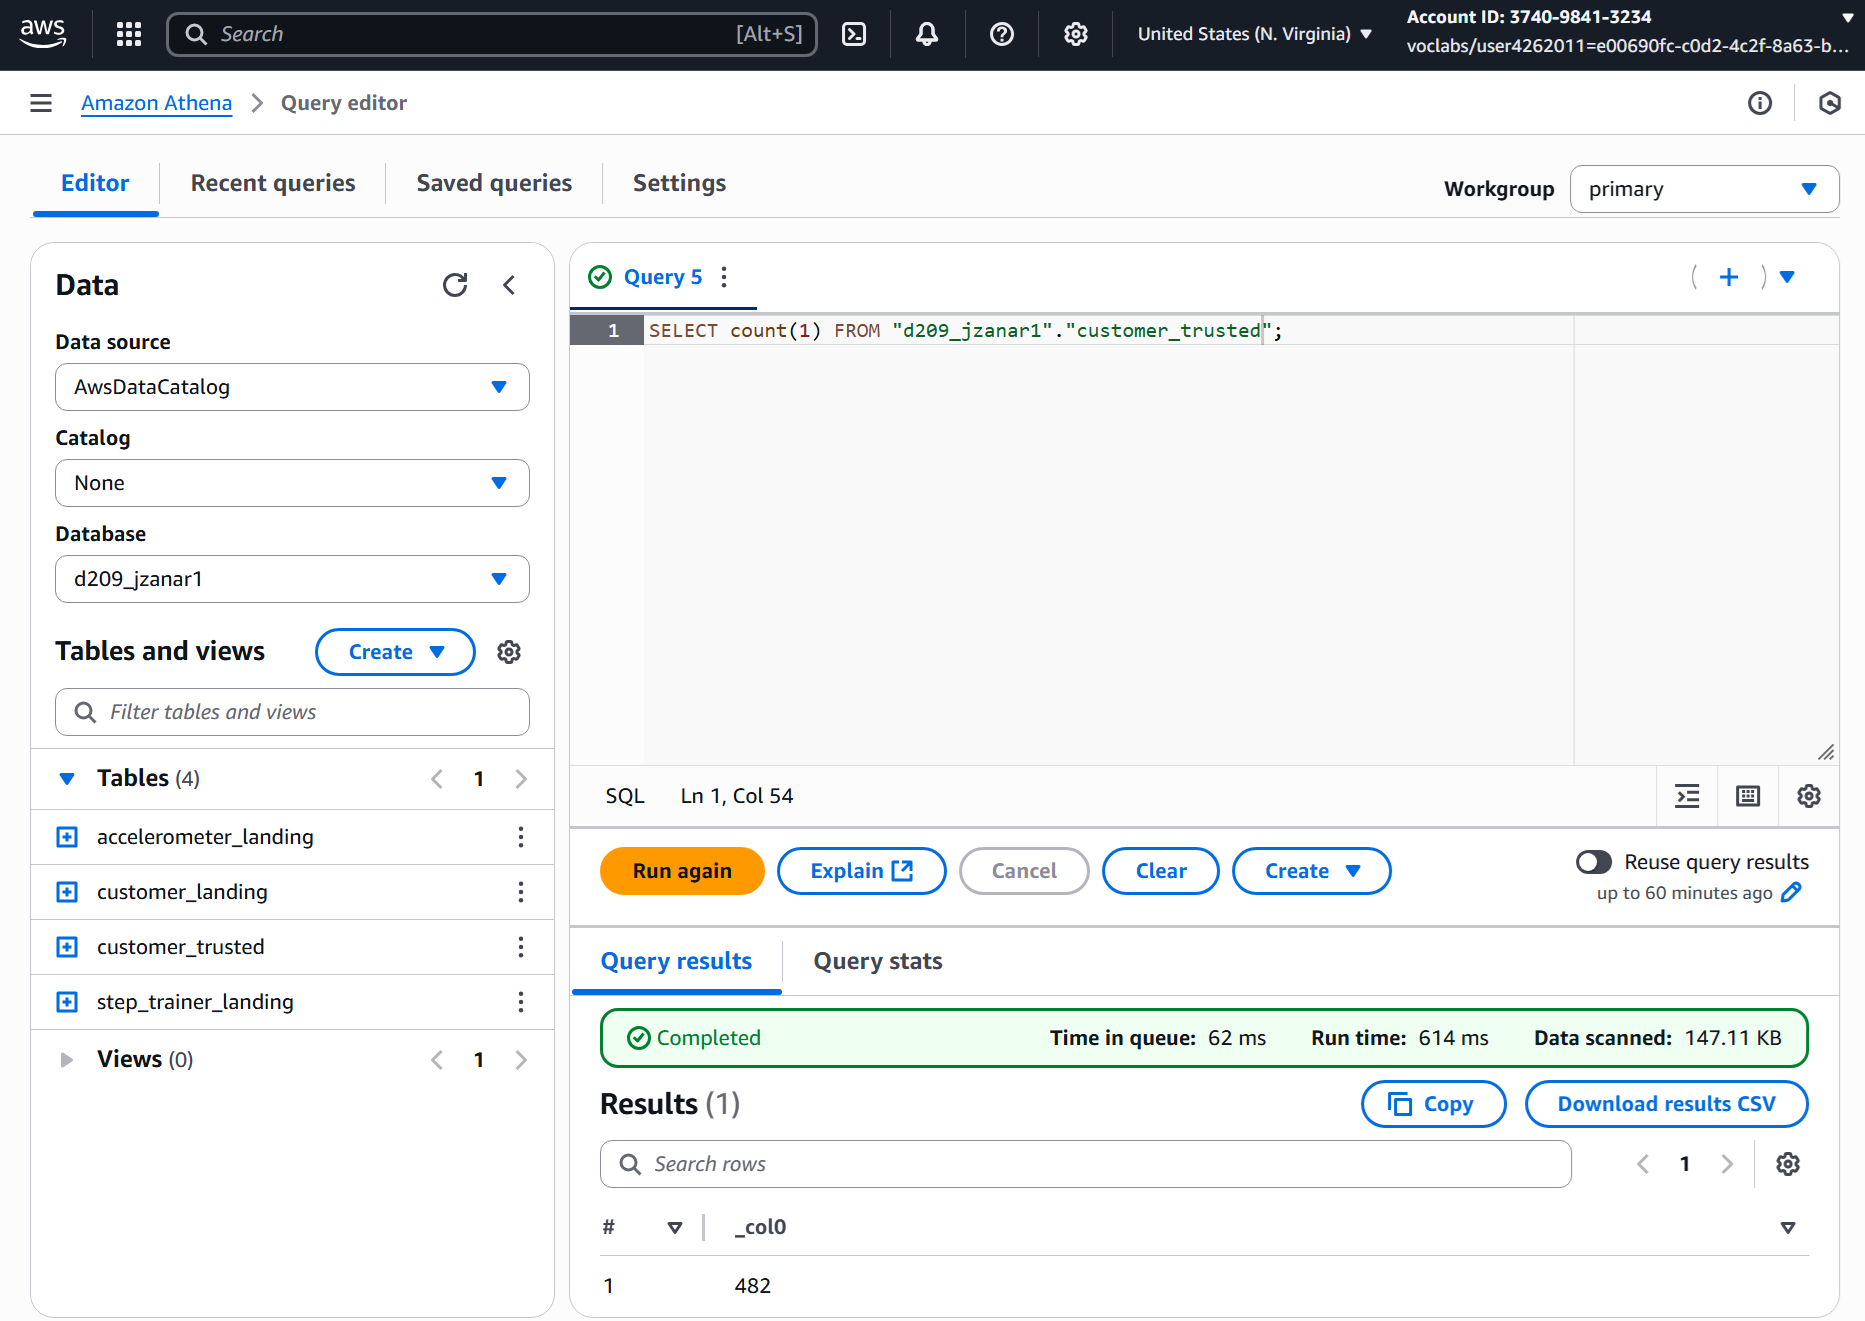 aws
Search [Alt+S]
United States (N. Virginia)
Account ID: 3740-9841-3234
voclabs/user4262011=e00690fc-c0d2-4c2f-8a63-b...
Amazon Athena > Query editor
Editor
Recent queries
Saved queries
Settings
Workgroup
primary
Data
Data source
AwsDataCatalog
Catalog
None
Database
d209_jzanar1
Tables and views
Create
Filter tables and views
Tables (4)
1
accelerometer_landing
customer_landing
customer_trusted
step_trainer_landing
Views (0)
1
Query 5
1 SELECT count(1) FROM "d209_jzanar1"."customer_trusted";
SQL Ln 1, Col 54
Run again
Explain
Cancel
Clear
Create
Reuse query results
up to 60 minutes ago
Query results
Query stats
Completed
Time in queue: 62 ms
Run time: 614 ms
Data scanned: 147.11 KB
Results (1)
Copy
Download results CSV
Search rows
1
# _col0
1 482